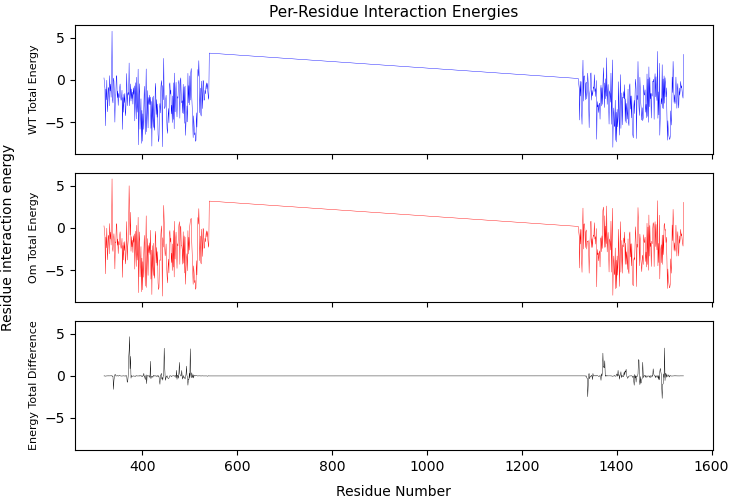 Per-Residue Interaction Energies
Residue interaction energy
WT Total Energy
5
0
−5
Om Total Energy
5
0
−5
Energy Total Difference
5
0
−5
400 600 800 1000 1200 1400 1600
Residue Number